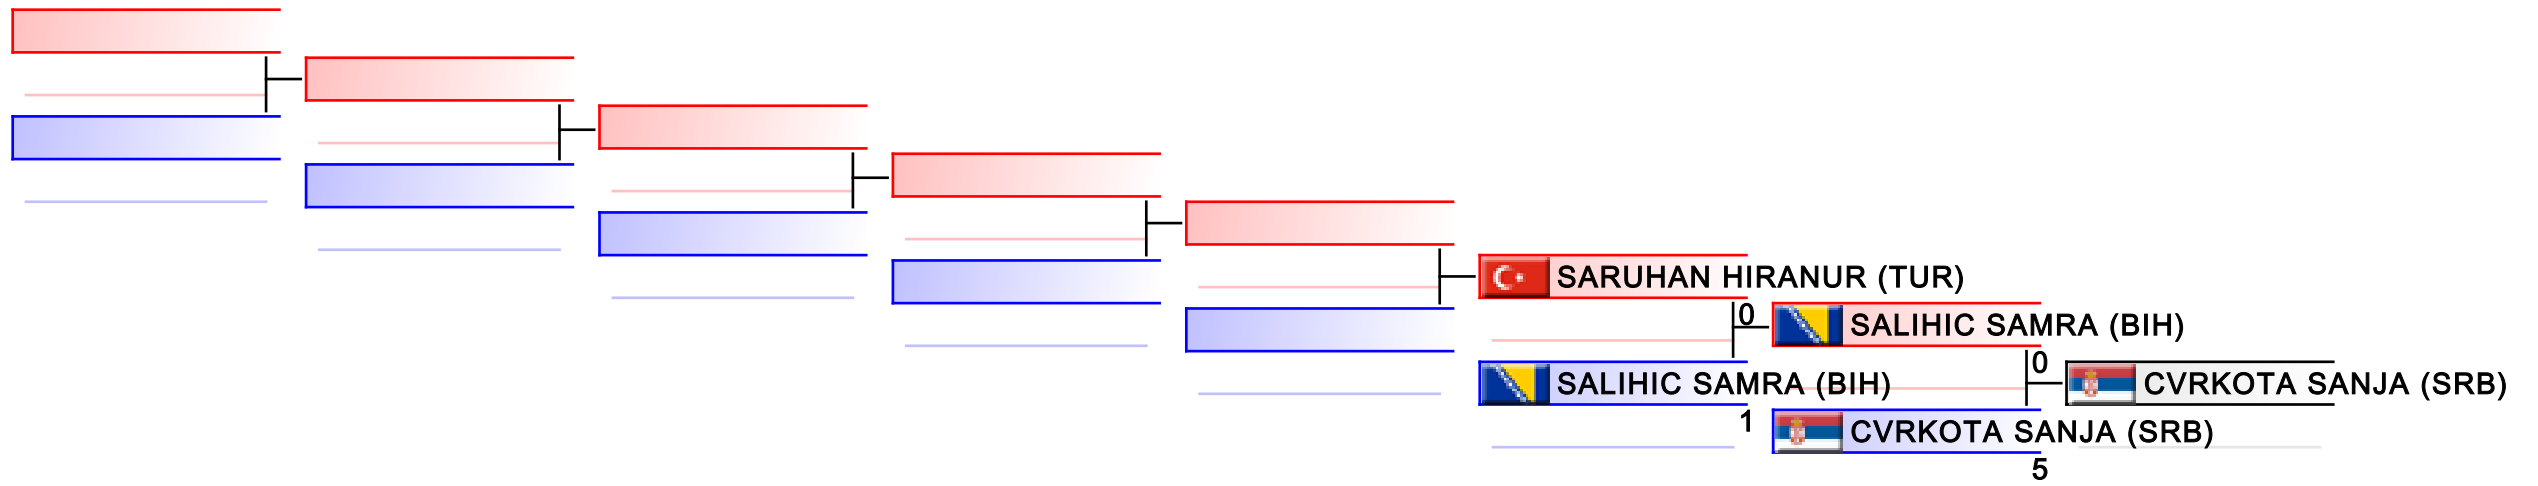 SARUHAN HIRANUR (TUR)
0
SALIHIC SAMRA (BIH)
1
SALIHIC SAMRA (BIH)
0
CVRKOTA SANJA (SRB)
5
CVRKOTA SANJA (SRB)